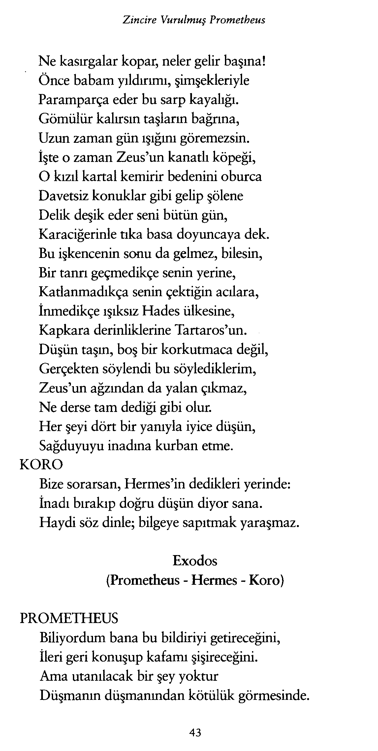 Zincire Vurulmuş Prometheus
Ne kasırgalar kopar, neler gelir başına!
Önce babam yıldırımı, şimşekleriyle
Paramparça eder bu sarp kayalığı.
Gömülür kalırsın taşların bağrına,
Uzun zaman gün ışığını göremezsin.
İşte o zaman Zeus'un kanatlı köpeği,
O kızıl kartal kemirir bedenini oburca
Davetsiz konuklar gibi gelip şölene
Delik deşik eder seni bütün gün,
Karaciğerinle tıka basa doyuncaya dek.
Bu işkencenin sonu da gelmez, bilesin,
Bir tanrı geçmedikçe senin yerine,
Katlanmadıkça senin çektiğin acılara,
İnmedikçe ışıksız Hades ülkesine,
Kapkara derinliklerine Tartaros'un.
Düşün taşın, boş bir korkutmaca değil,
Gerçekten söylendi bu söylediklerim,
Zeus'un ağzından da yalan çıkmaz,
Ne derse tam dediği gibi olur.
Her şeyi dört bir yanıyla iyice düşün,
Sağduyuyu inadına kurban etme.
KORO
Bize sorarsan, Hermes'in dedikleri yerinde:
İnadı bırakıp doğru düşün diyor sana.
Haydi söz dinle; bilgeye sapıtmak yaraşmaz.
Exodos
(Prometheus - Hermes - Koro)
PROMETHEUS
Biliyordum bana bu bildiriyi getireceğini,
İleri geri konuşup kafamı şişireceğini.
Ama utanılacak bir şey yoktur
Düşmanın düşmanından kötülük görmesinde.
43